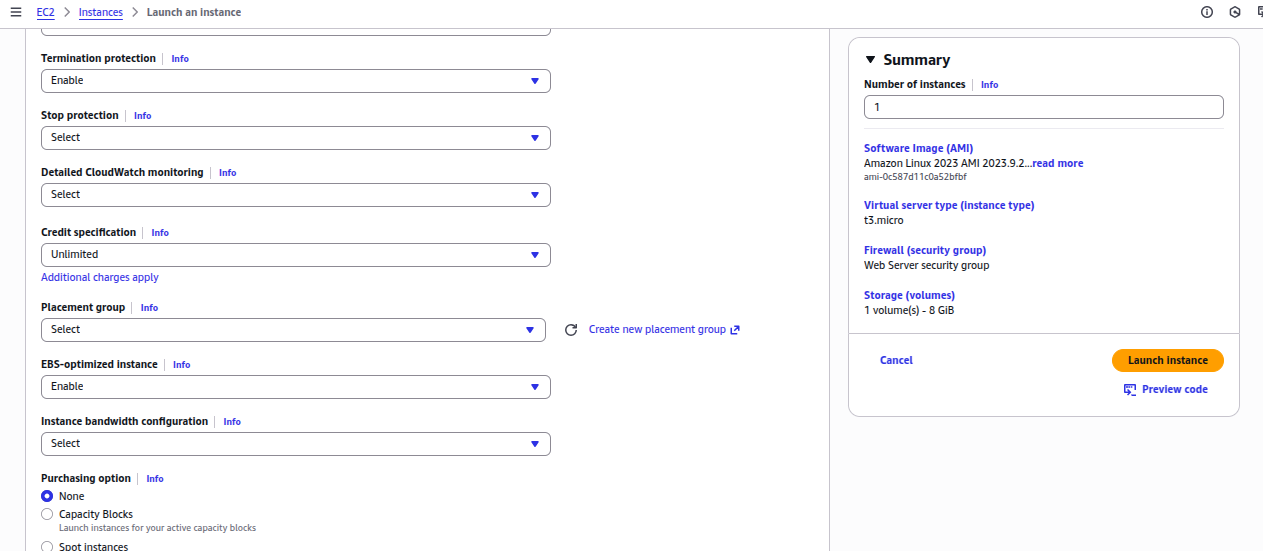 EC2 > Instances > Launch an instance
Termination protection | Info
Enable
Stop protection | Info
Select
Detailed CloudWatch monitoring | Info
Select
Credit specification | Info
Unlimited
Additional charges apply
Placement group | Info
Select
Create new placement group
EBS-optimized instance | Info
Enable
Instance bandwidth configuration | Info
Select
Purchasing option | Info
None
Capacity Blocks
Launch instances for your active capacity blocks
Spot instances
Summary
Number of instances | Info
1
Software Image (AMI)
Amazon Linux 2023 AMI 2023.9.2...read more
ami-0c587d11c0a52bfbf
Virtual server type (instance type)
t3.micro
Firewall (security group)
Web Server security group
Storage (volumes)
1 volume(s) - 8 GiB
Cancel
Launch instance
Preview code